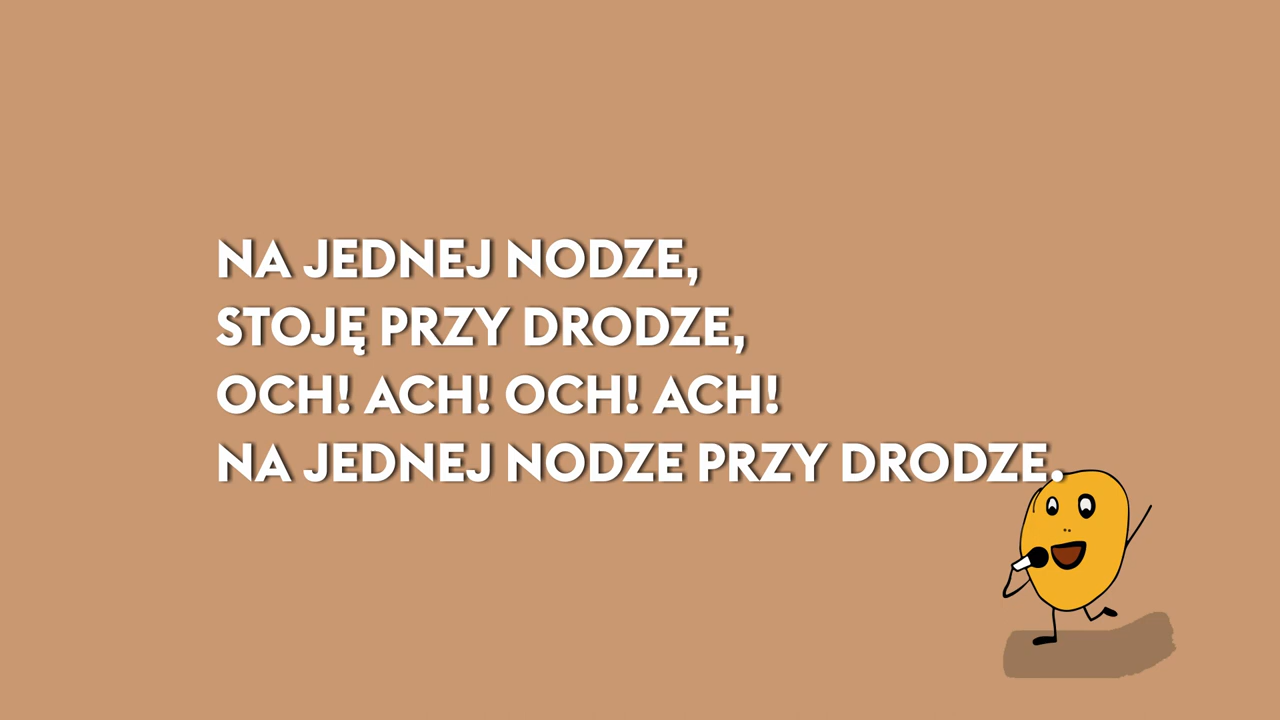 NA JEDNEJ NODZE,
STOJĘ PRZY DRODZE,
OCH! ACH! OCH! ACH!
NA JEDNEJ NODZE PRZY DRODZE.